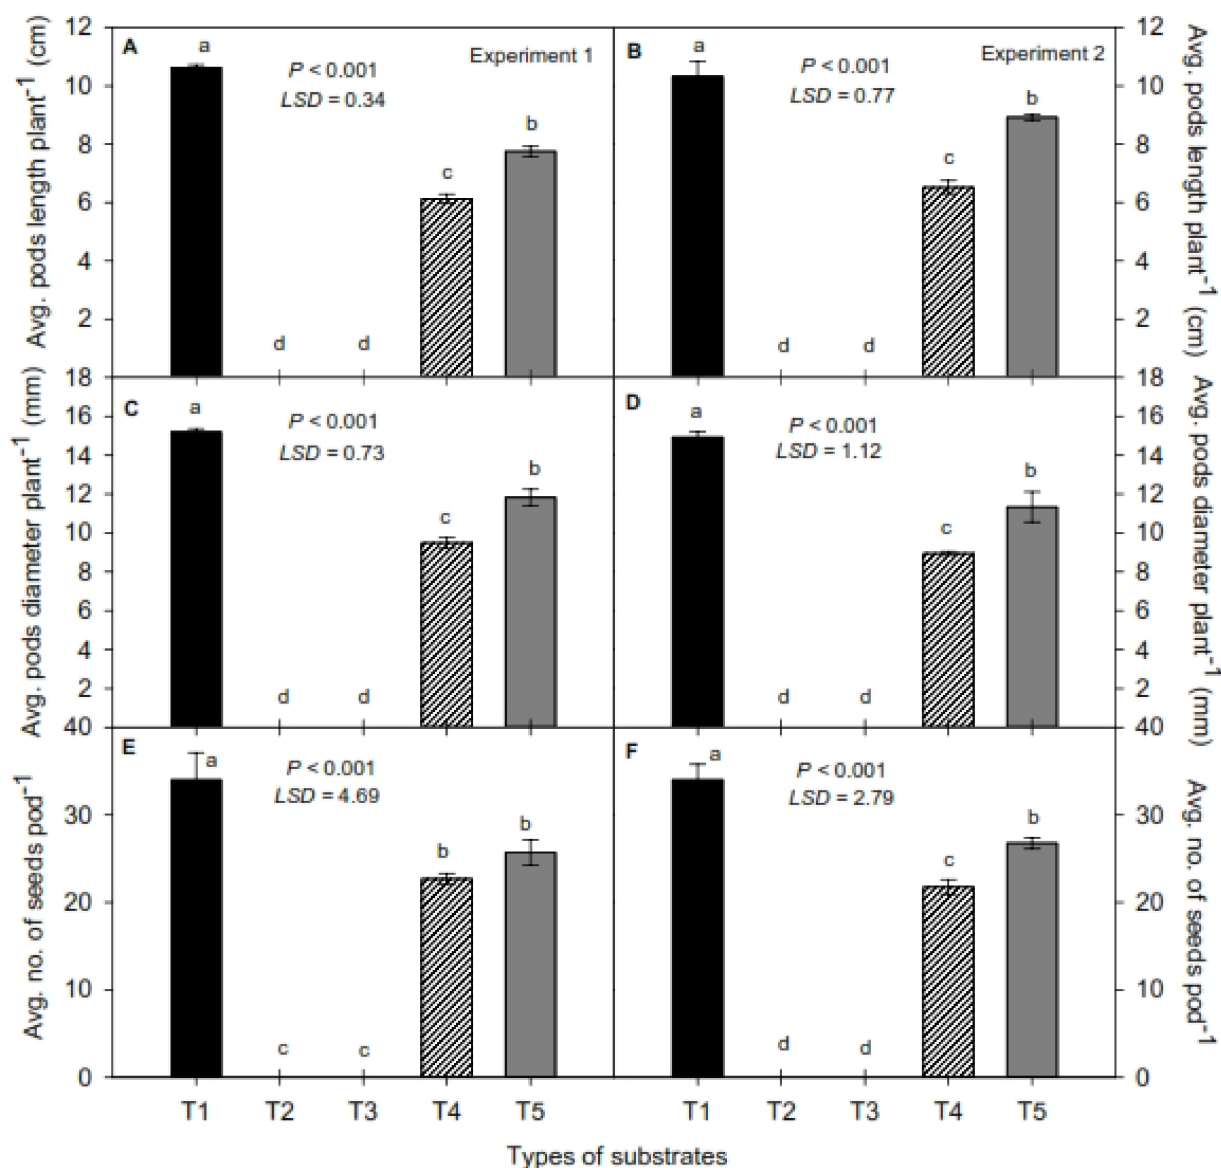 Avg. pods length plant⁻¹ (cm)
12
10
8
6
4
2
A
a
P < 0.001
LSD = 0.34
Experiment 1
d
d
c
b
B
a
P < 0.001
LSD = 0.77
Experiment 2
d
d
c
b
12
10
8
6
4
2
Avg. pods length plant⁻¹ (cm)
Avg. pods diameter plant⁻¹ (mm)
18
16
14
12
10
8
6
4
2
C
a
P < 0.001
LSD = 0.73
d
d
c
b
D
a
P < 0.001
LSD = 1.12
d
d
c
b
18
16
14
12
10
8
6
4
2
Avg. pods diameter plant⁻¹ (mm)
Avg. no. of seeds pod⁻¹
40
30
20
10
0
E
a
P < 0.001
LSD = 4.69
c
c
b
b
F
a
P < 0.001
LSD = 2.79
d
d
c
b
40
30
20
10
0
Avg. no. of seeds pod⁻¹
T1 T2 T3 T4 T5 T1 T2 T3 T4 T5
Types of substrates